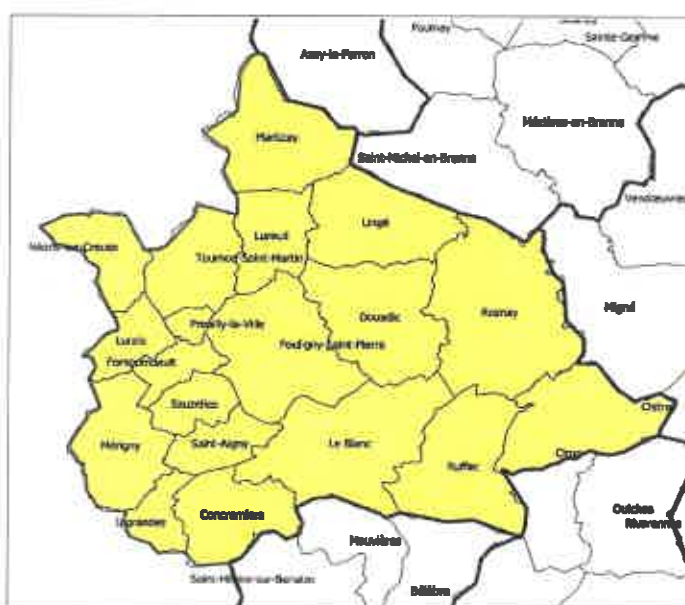 Azay-le-Ferron
Paulnay
Sainte-Gemme
Martizay
Mézières-en-Brenne
Saint-Michel-en-Brenne
Vendœuvres
Lingé
Lureuil
Néons-sur-Creuse
Tournon-Saint-Martin
Migné
Rosnay
Douadic
Preuilly-la-Ville
Lurais
Pouligny-Saint-Pierre
Fontgombault
Sauzelles
Ciron
Mérigny
Saint-Aigny
Le Blanc
Ruffec
Concremiers
Ingrandes
Oulches
Rivarennes
Mauvières
Saint-Hilaire-sur-Benaize
Bélâbre